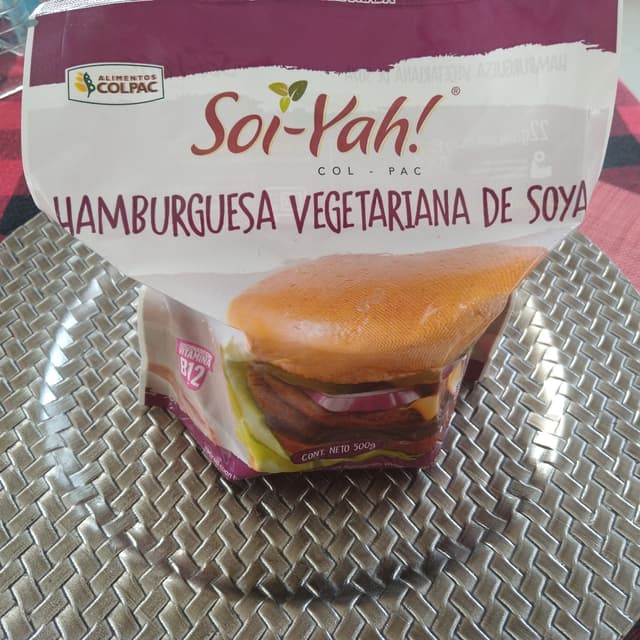 ALIMENTOS
COLPAC
Soi-Yah!®
COL - PAC
HAMBURGUESA VEGETARIANA DE SOYA
VITAMINA
B12
CONT. NETO 500g